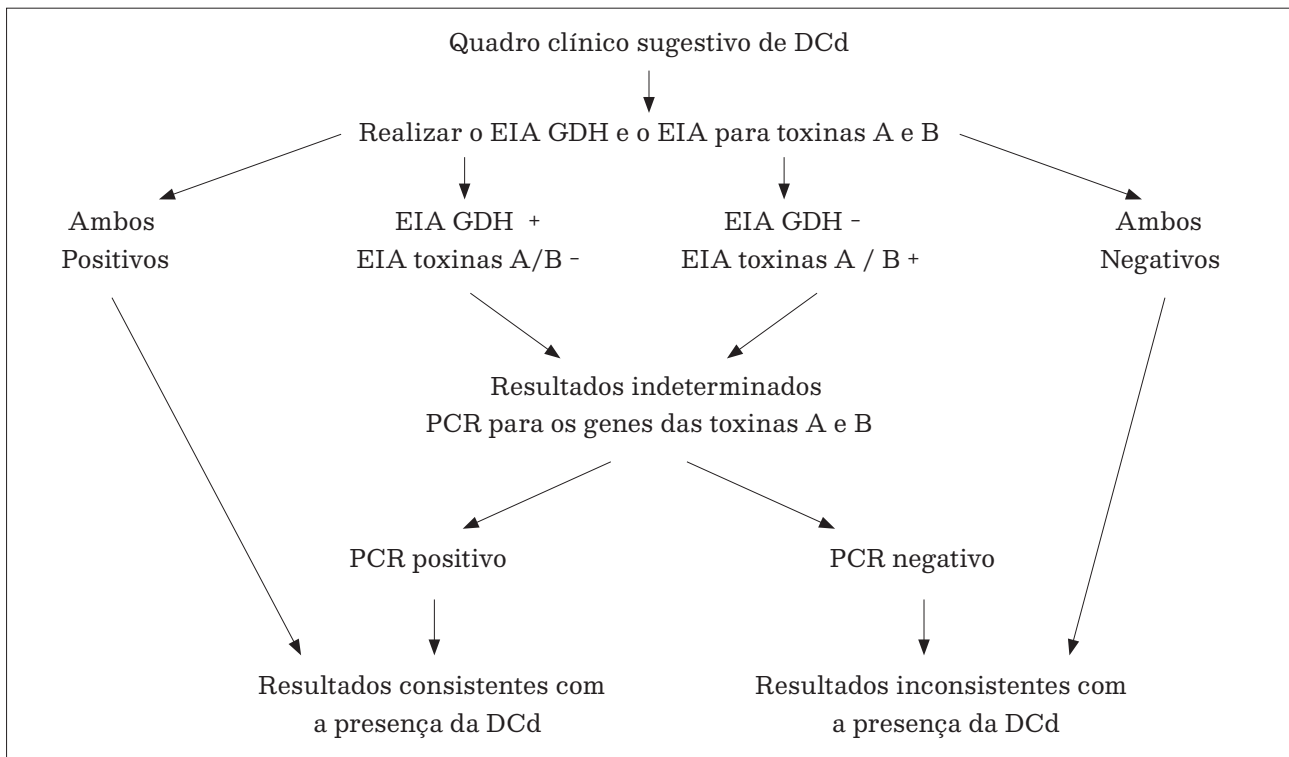 Quadro clínico sugestivo de DCd
Realizar o EIA GDH e o EIA para toxinas A e B
Ambos
Positivos
EIA GDH +
EIA toxinas A/B -
EIA GDH -
EIA toxinas A / B +
Ambos
Negativos
Resultados indeterminados
PCR para os genes das toxinas A e B
PCR positivo
PCR negativo
Resultados consistentes com
a presença da DCd
Resultados inconsistentes com
a presença da DCd